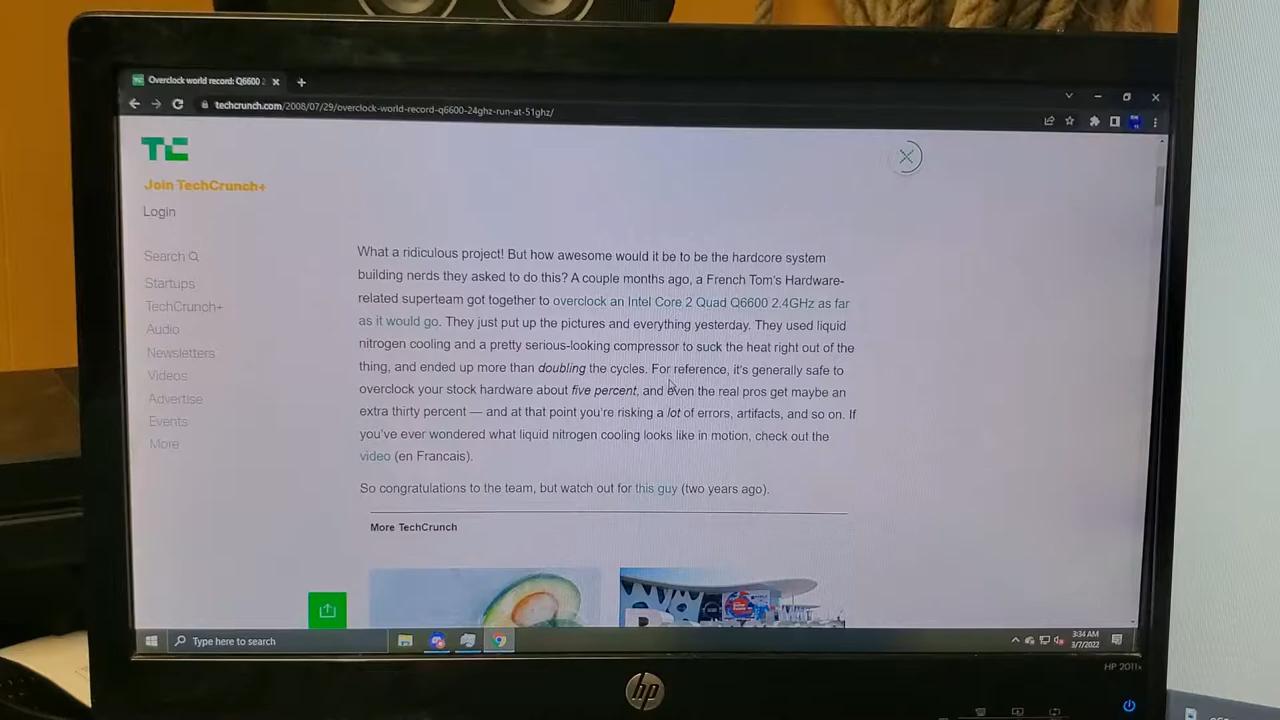 Overclock world record: Q6600 2
techcrunch.com/2008/07/29/overclock-world-record-q6600-24ghz-run-at-51ghz/
TC
Join TechCrunch+
Login
Search
Startups
TechCrunch+
Audio
Newsletters
Videos
Advertise
Events
More
What a ridiculous project! But how awesome would it be to be the hardcore system
building nerds they asked to do this? A couple months ago, a French Tom's Hardware-
related superteam got together to overclock an Intel Core 2 Quad Q6600 2.4GHz as far
as it would go. They just put up the pictures and everything yesterday. They used liquid
nitrogen cooling and a pretty serious-looking compressor to suck the heat right out of the
thing, and ended up more than doubling the cycles. For reference, it's generally safe to
overclock your stock hardware about five percent, and even the real pros get maybe an
extra thirty percent — and at that point you're risking a lot of errors, artifacts, and so on. If
you've ever wondered what liquid nitrogen cooling looks like in motion, check out the
video (en Francais).
So congratulations to the team, but watch out for this guy (two years ago).
More TechCrunch
Type here to search
3:34 AM
3/7/2022
HP 2011x
hp